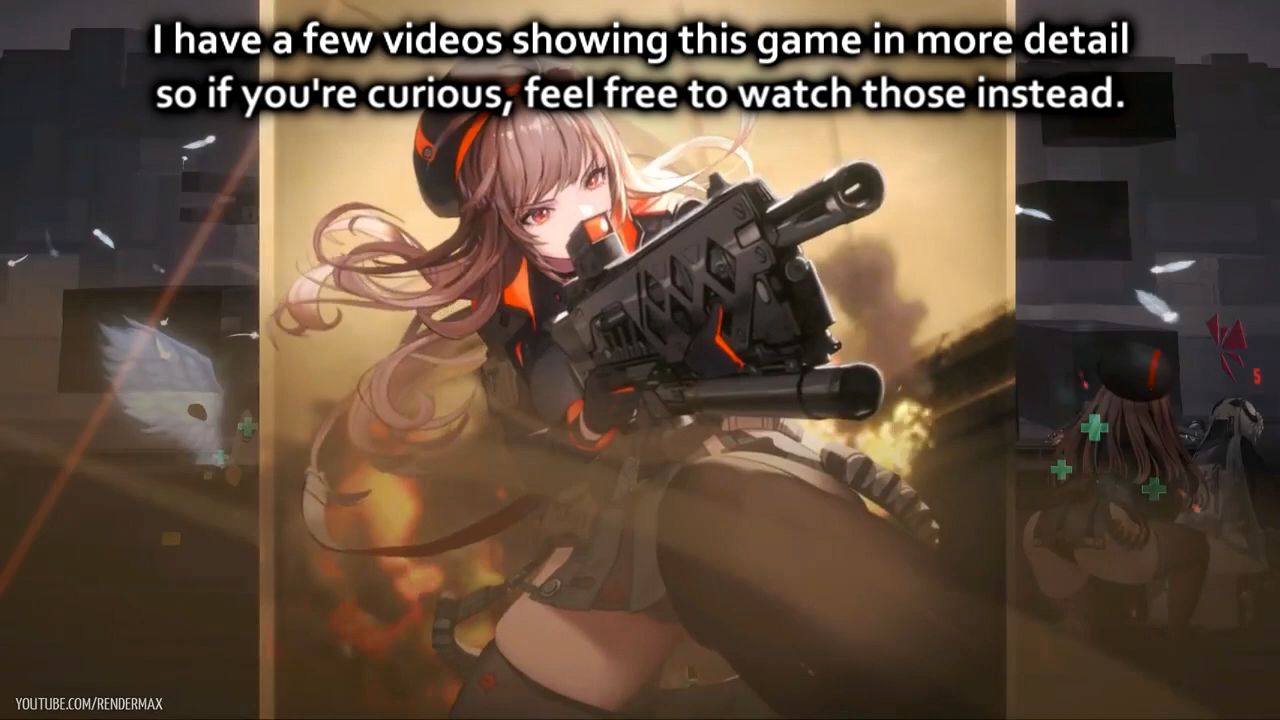 I have a few videos showing this game in more detail
so if you're curious, feel free to watch those instead.
5
YOUTUBE.COM/RENDERMAX